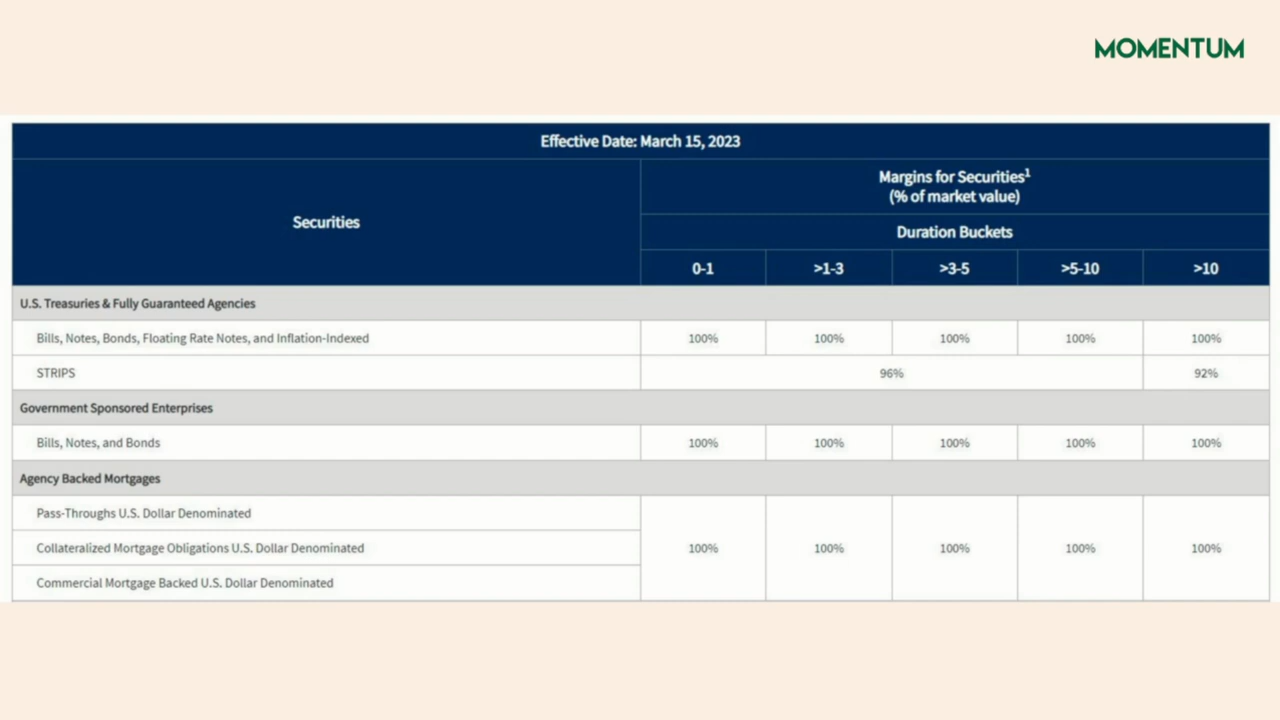 MOMENTUM
Effective Date: March 15, 2023
Securities
Margins for Securities1
(% of market value)
Duration Buckets
0-1 >1-3 >3-5 >5-10 >10
U.S. Treasuries & Fully Guaranteed Agencies
Bills, Notes, Bonds, Floating Rate Notes, and Inflation-Indexed 100% 100% 100% 100% 100%
STRIPS 96% 92%
Government Sponsored Enterprises
Bills, Notes, and Bonds 100% 100% 100% 100% 100%
Agency Backed Mortgages
Pass-Throughs U.S. Dollar Denominated
Collateralized Mortgage Obligations U.S. Dollar Denominated 100% 100% 100% 100% 100%
Commercial Mortgage Backed U.S. Dollar Denominated